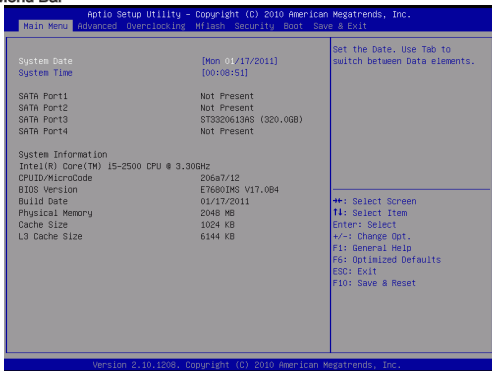 Aptio Setup Utility – Copyright (C) 2010 American Megatrends, Inc.
Main Menu Advanced Overclocking Mflash Security Boot Save & Exit
Set the Date. Use Tab to
switch between Data elements.
System Date [Mon 01/17/2011]
System Time [00:08:51]
SATA Port1 Not Present
SATA Port2 Not Present
SATA Port3 ST3320613AS (320.0GB)
SATA Port4 Not Present
System Information
Intel(R) Core(TM) i5-2500 CPU @ 3.30GHz
CPUID/MicroCode 206a7/12
BIOS Version E7680IMS V17.0B4
Build Date 01/17/2011
Physical Memory 2048 MB
Cache Size 1024 KB
L3 Cache Size 6144 KB
→←: Select Screen
↑↓: Select Item
Enter: Select
+/-: Change Opt.
F1: General Help
F6: Optimized Defaults
ESC: Exit
F10: Save & Reset
Version 2.10.1208. Copyright (C) 2010 American Megatrends, Inc.